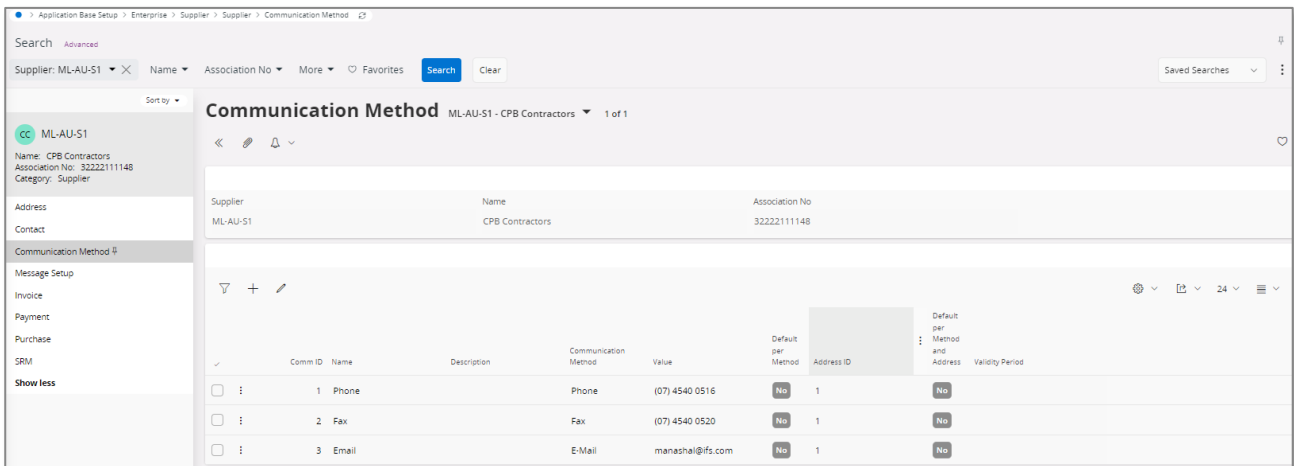 > Application Base Setup > Enterprise > Supplier > Supplier > Communication Method
Search Advanced
Supplier: ML-AU-S1 Name Association No More Favorites Search Clear Saved Searches
Sort by
Communication Method ML-AU-S1 - CPB Contractors 1 of 1
CC ML-AU-S1
Name: CPB Contractors
Association No: 32222111148
Category: Supplier
Address
Contact
Communication Method
Message Setup
Invoice
Payment
Purchase
SRM
Show less
Supplier Name Association No
ML-AU-S1 CPB Contractors 32222111148
24
Comm ID Name Description Communication Method Value Default per Method Address ID Default per Method and Address Validity Period
1 Phone Phone (07) 4540 0516 No 1 No
2 Fax Fax (07) 4540 0520 No 1 No
3 Email E-Mail manashal@ifs.com No 1 No